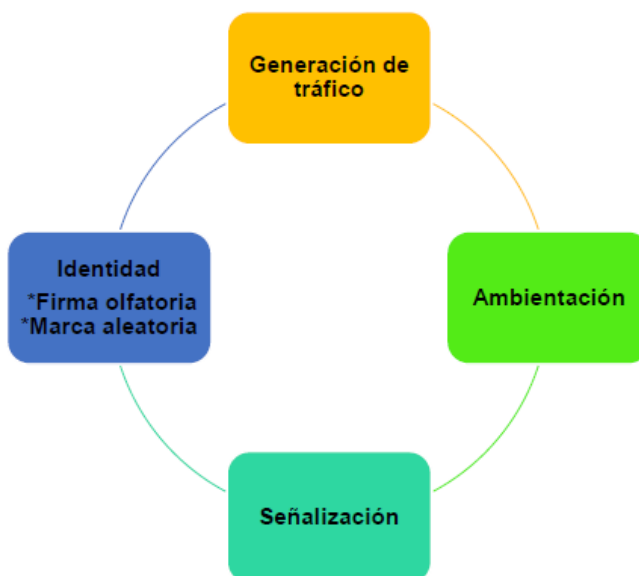 Generación de
tráfico
Identidad
*Firma olfatoria
*Marca aleatoria
Ambientación
Señalización